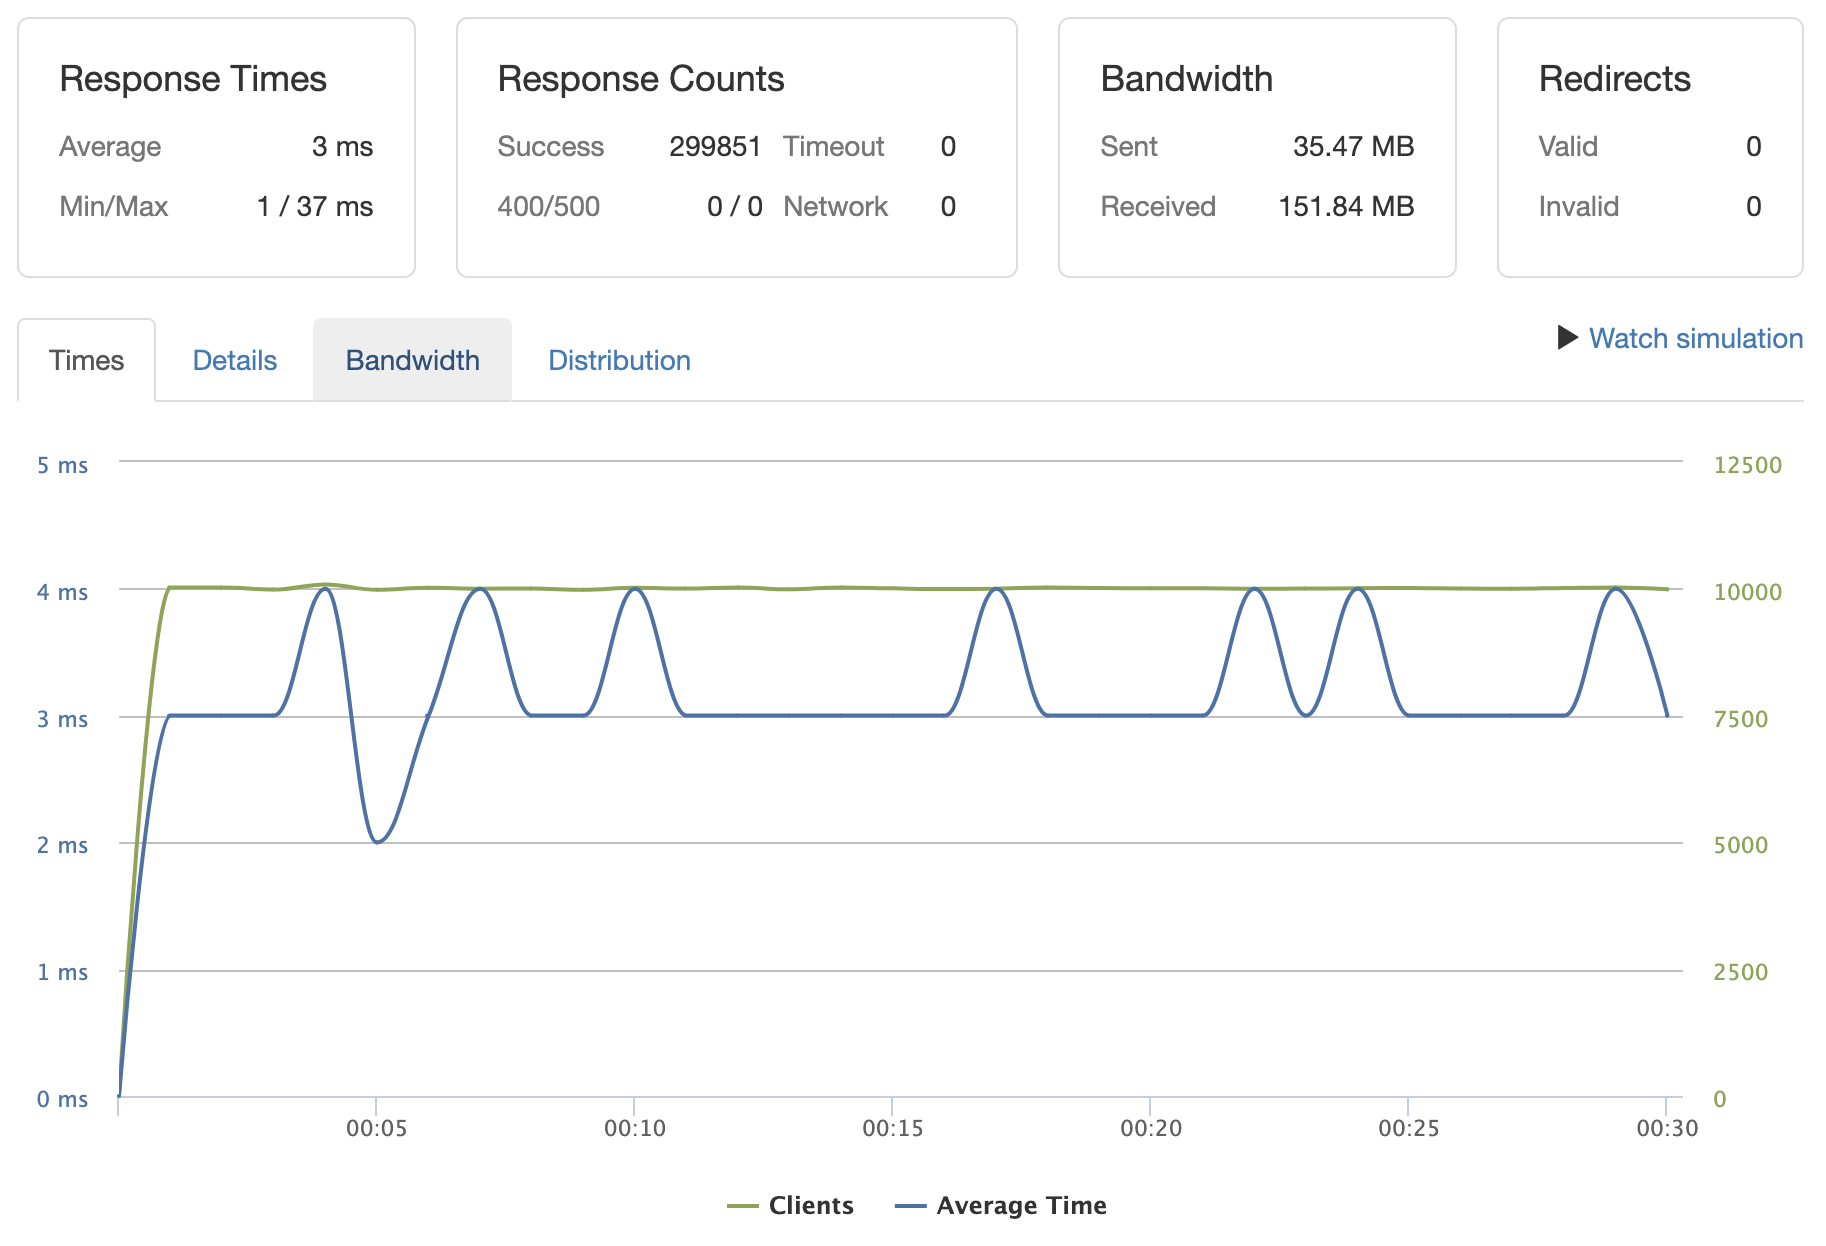 Response Times
Average 3 ms
Min/Max 1 / 37 ms
Response Counts
Success 299851 Timeout 0
400/500 0 / 0 Network 0
Bandwidth
Sent 35.47 MB
Received 151.84 MB
Redirects
Valid 0
Invalid 0
Times Details Bandwidth Distribution
Watch simulation
5 ms 12500
4 ms 10000
3 ms 7500
2 ms 5000
1 ms 2500
0 ms 0
00:05 00:10 00:15 00:20 00:25 00:30
Clients Average Time